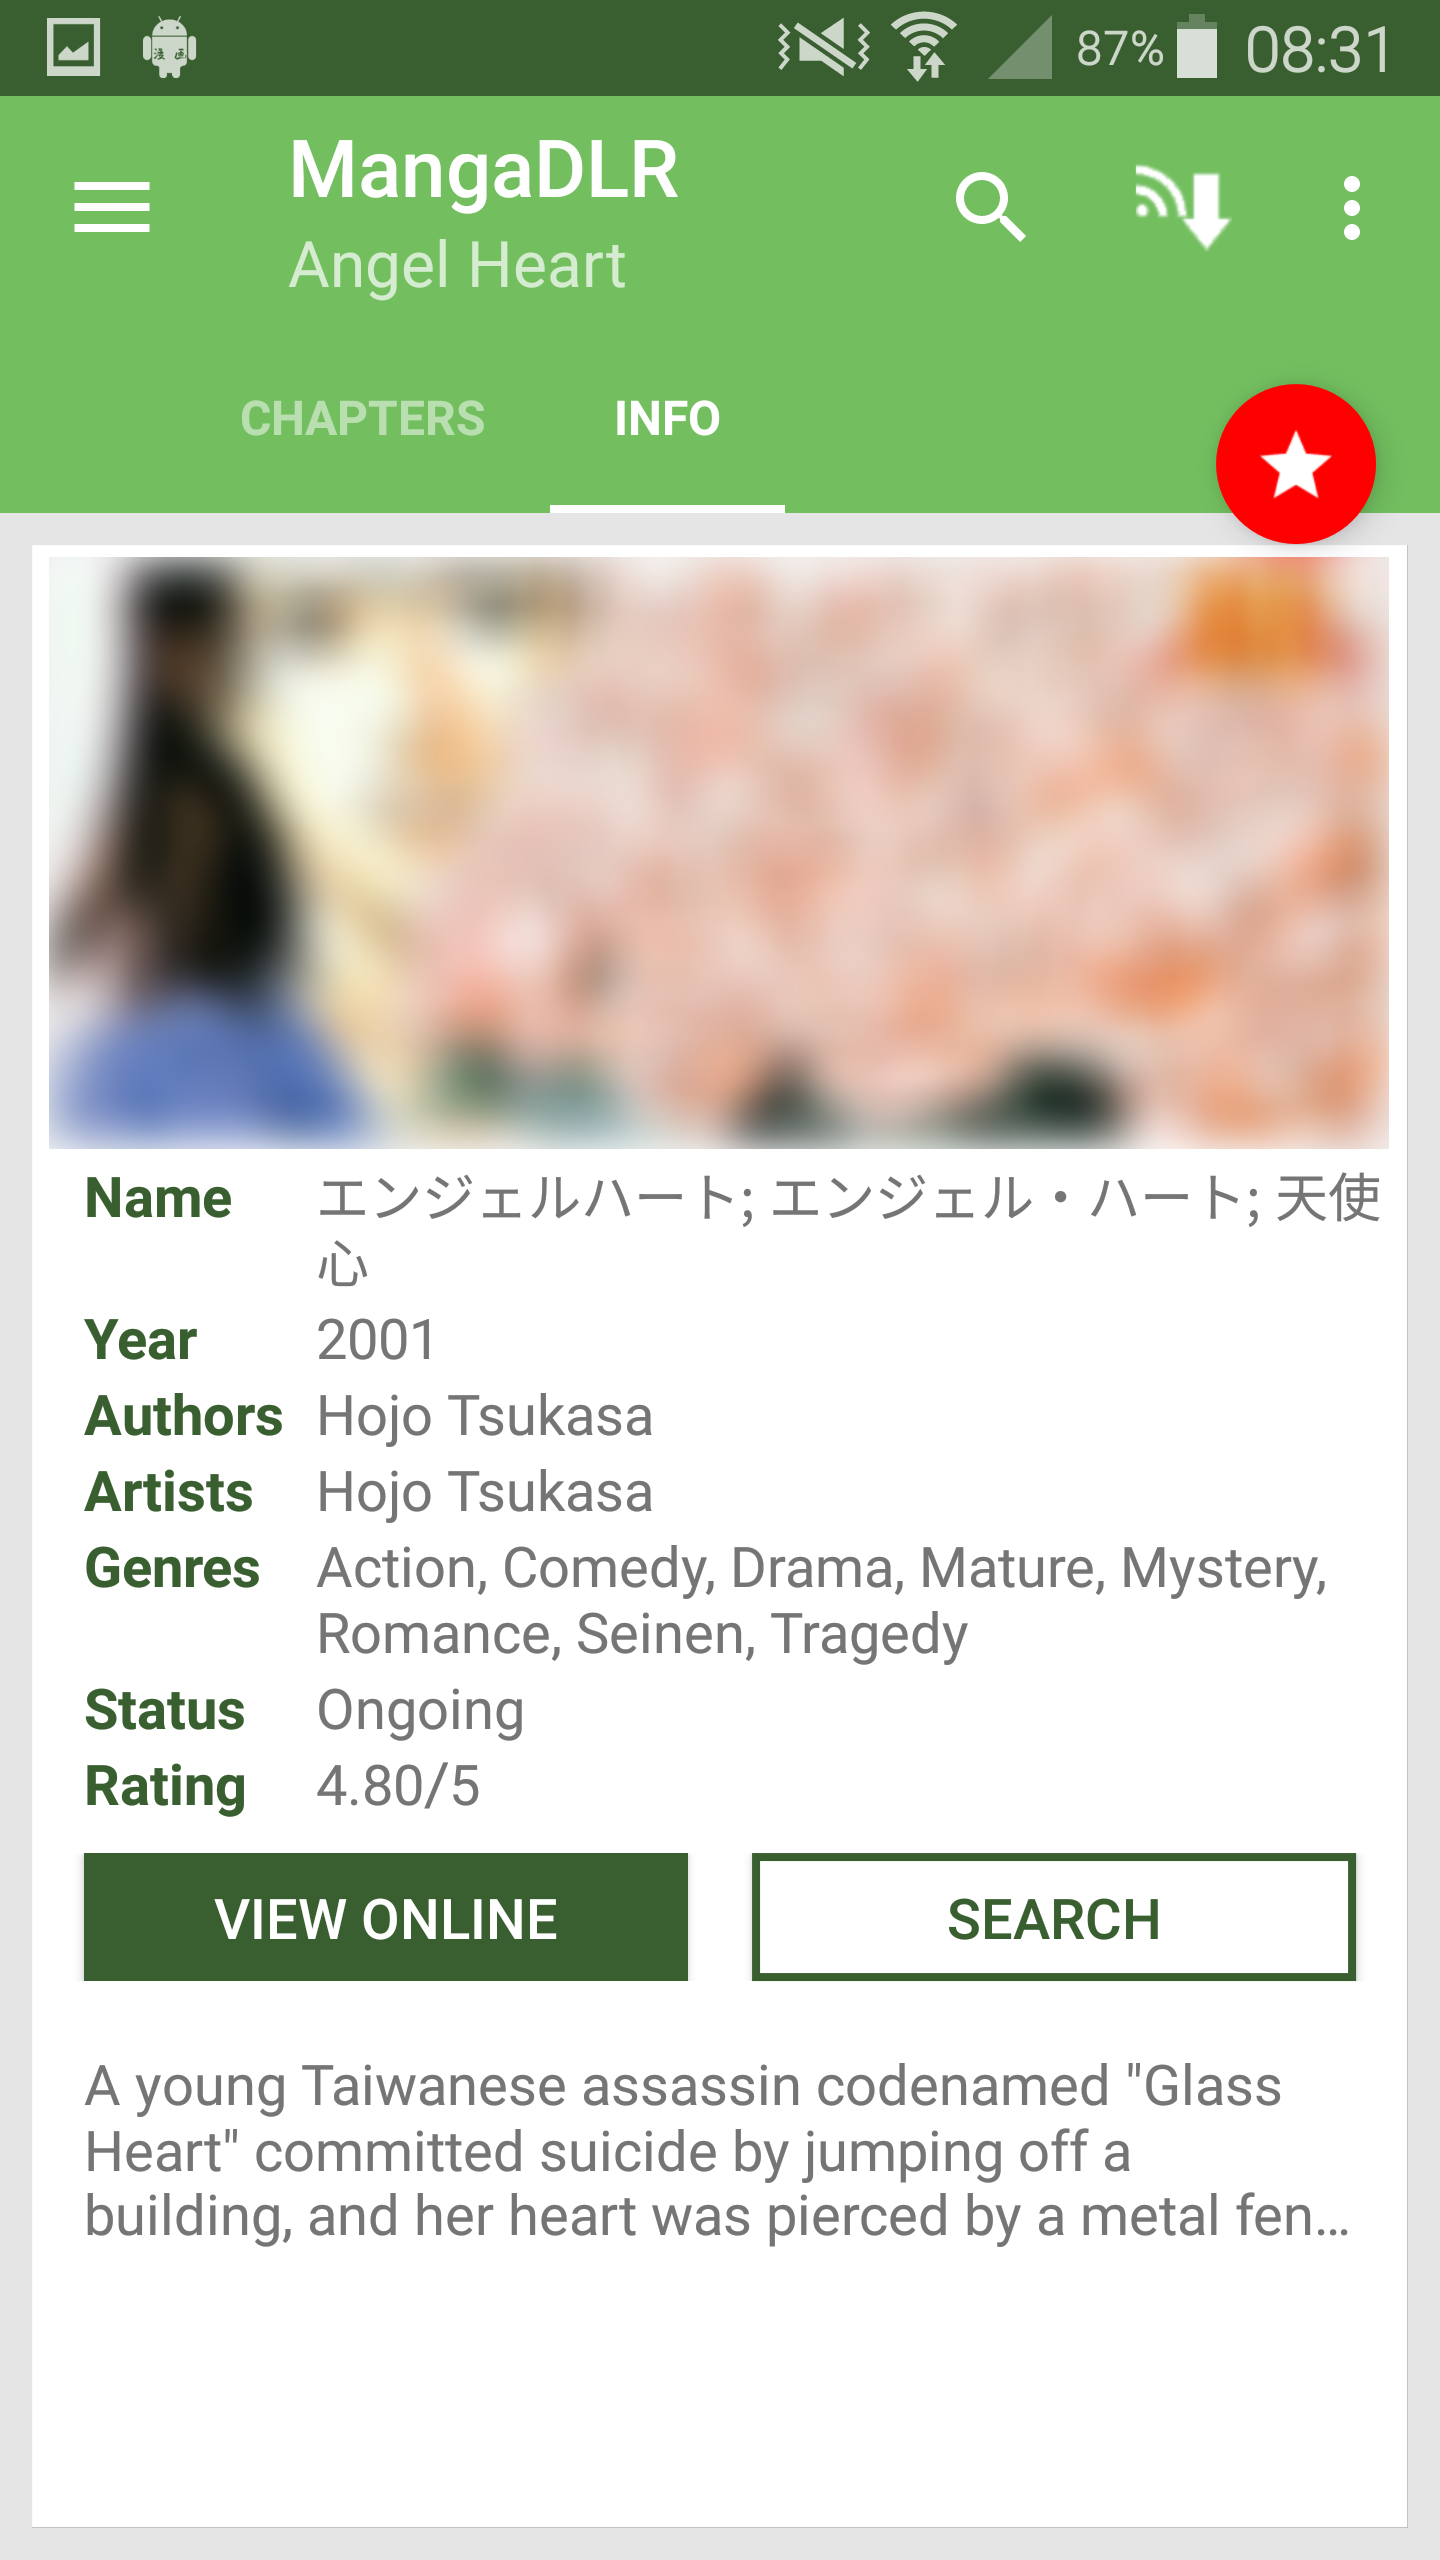 87% 08:31
MangaDLR
Angel Heart
CHAPTERS INFO
Name エンジェルハート; エンジェル・ハート; 天使
心
Year 2001
Authors Hojo Tsukasa
Artists Hojo Tsukasa
Genres Action, Comedy, Drama, Mature, Mystery,
Romance, Seinen, Tragedy
Status Ongoing
Rating 4.80/5
VIEW ONLINE SEARCH
A young Taiwanese assassin codenamed "Glass
Heart" committed suicide by jumping off a
building, and her heart was pierced by a metal fen…